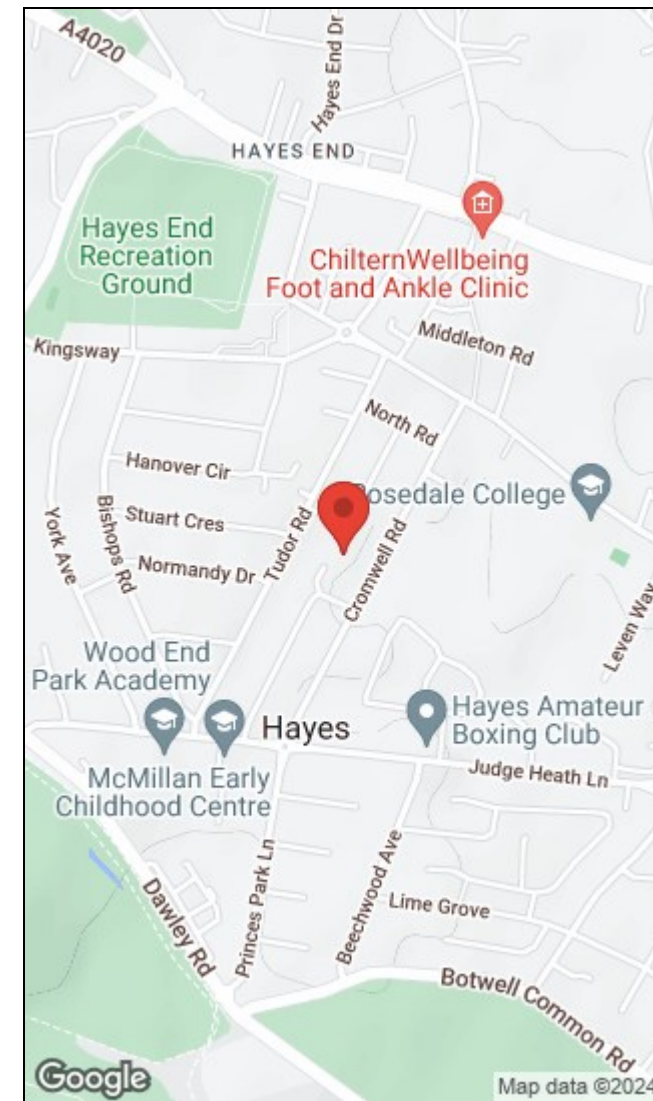 A4020
Hayes End Dr
HAYES END
Hayes End
Recreation
Ground
ChilternWellbeing
Foot and Ankle Clinic
Kingsway
Middleton Rd
North Rd
Hanover Cir
Rosedale College
Stuart Cres
Bishops Rd
York Ave
Tudor Rd
Normandy Dr
Cromwell Rd
Leven Way
Wood End
Park Academy
Hayes
Hayes Amateur
Boxing Club
McMillan Early
Childhood Centre
Judge Heath Ln
Princes Park Ln
Beechwood Ave
Lime Grove
Dawley Rd
Botwell Common Rd
Google
Map data ©2024